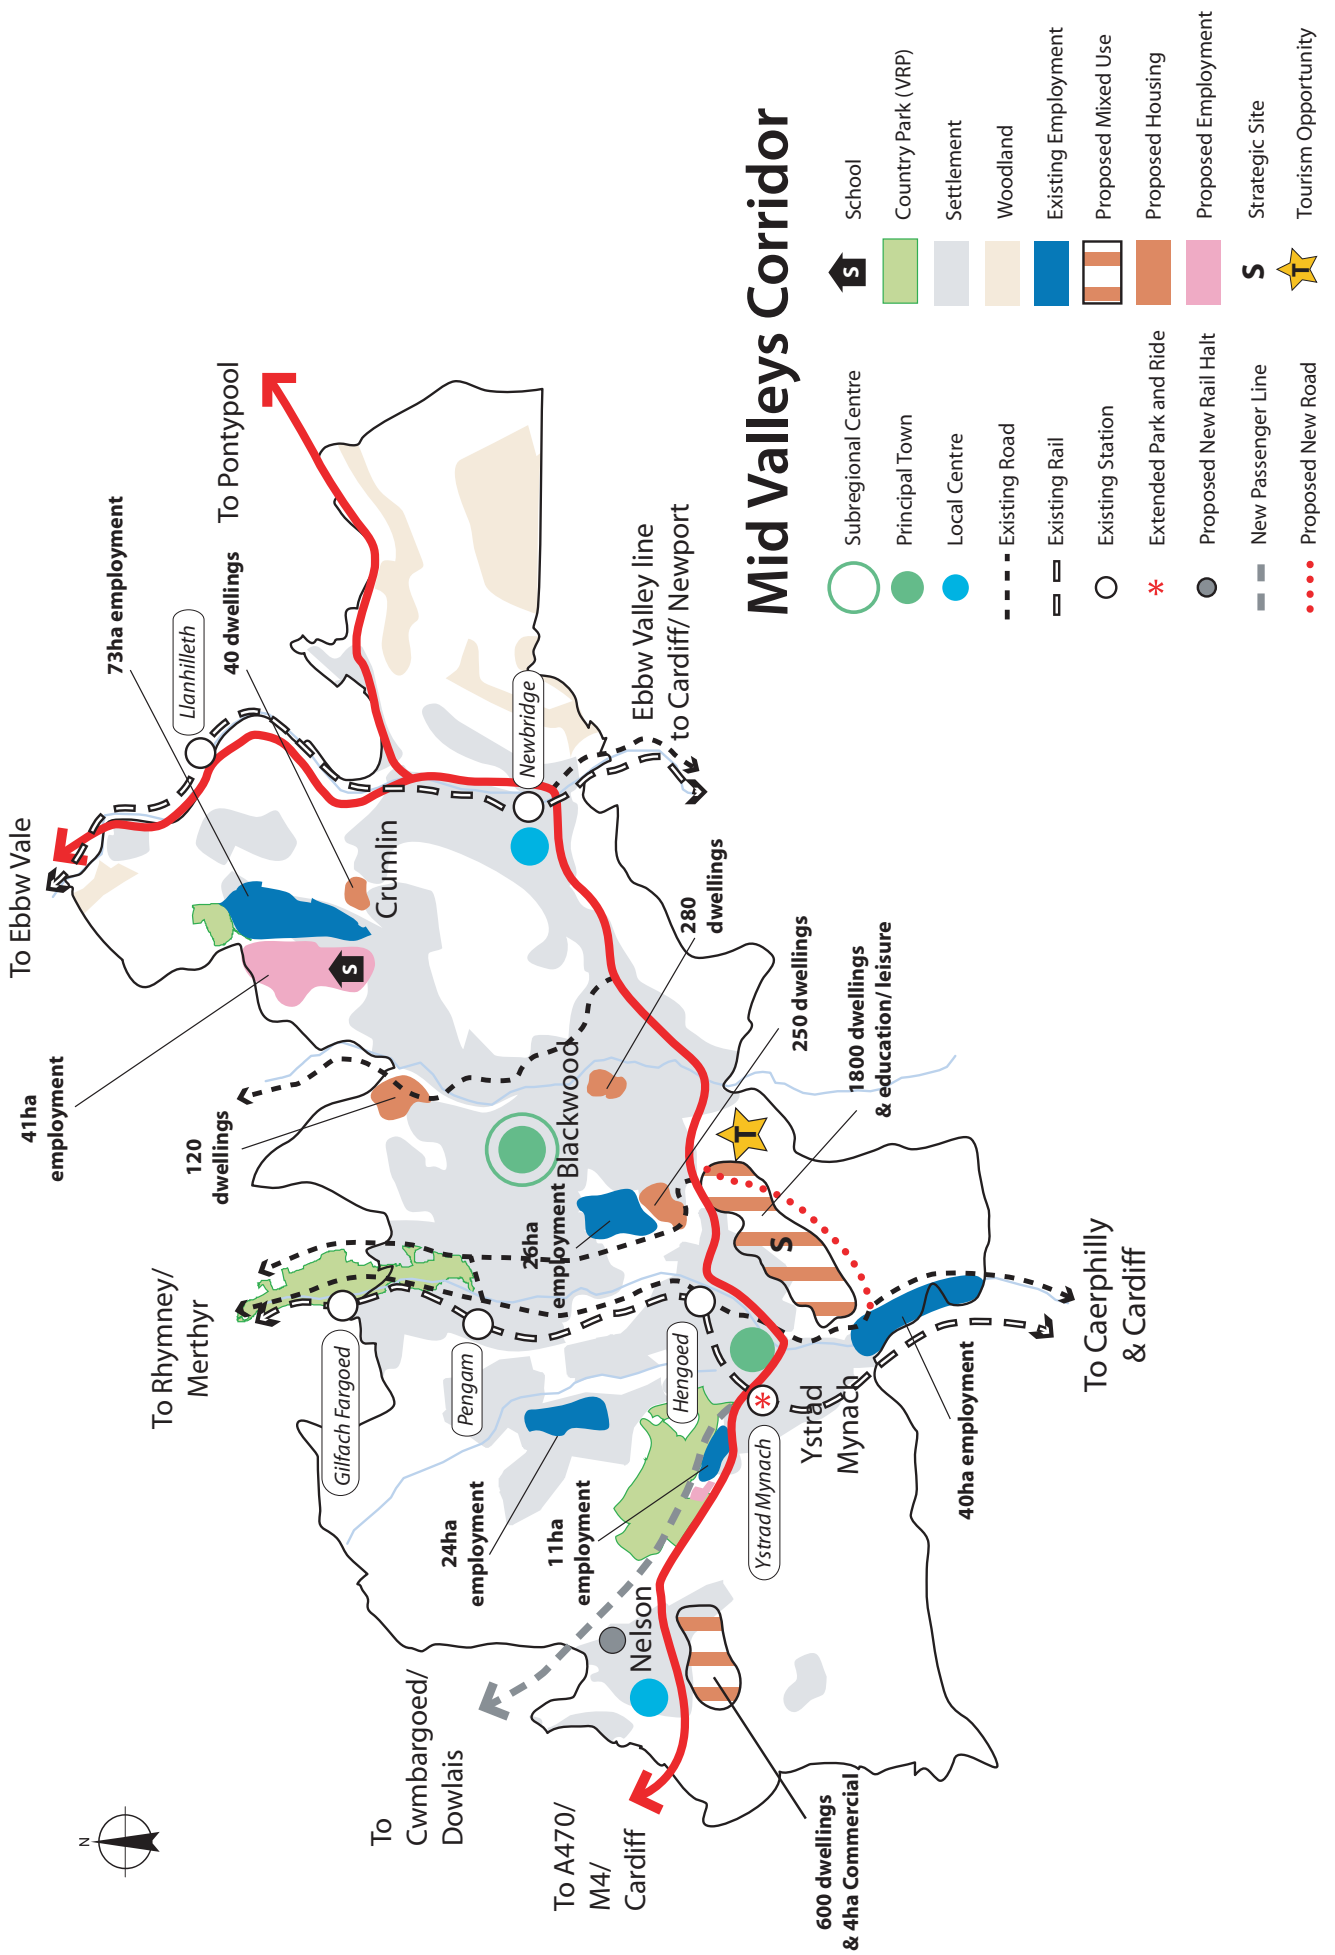 Mid Valleys Corridor
Subregional Centre
Principal Town
Local Centre
Existing Road
Existing Rail
Existing Station
Extended Park and Ride
Proposed New Rail Halt
New Passenger Line
Proposed New Road
S
School
Country Park (VRP)
Settlement
Woodland
Existing Employment
Proposed Mixed Use
Proposed Housing
Proposed Employment
S
Strategic Site
T
Tourism Opportunity
N
To Ebbw Vale
41ha
employment
73ha employment
Llanhilleth
To Pontypool
40 dwellings
To Rhymney/
Merthyr
120
dwellings
S
Crumlin
Gilfach Fargoed
To
Cwmbargoed/
Dowlais
Pengam
24ha
employment
Blackwood
Newbridge
26ha
employment
Ebbw Valley line
to Cardiff/ Newport
To A470/
M4/
Cardiff
11ha
employment
Nelson
Hengoed
280
dwellings
250 dwellings
T
S
Ystrad Mynach
*
Ystrad
Mynach
1800 dwellings
& education/ leisure
600 dwellings
& 4ha Commercial
40ha employment
To Caerphilly
& Cardiff